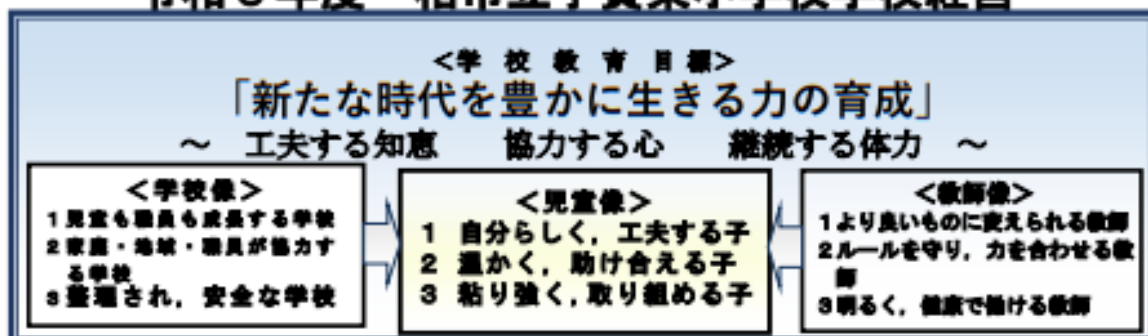 <学校教育目標>
「新たな時代を豊かに生きる力の育成」
～ 工夫する知恵 協力する心 継続する体力 ～
<学校像>
1 児童も職員も成長する学校
2 家庭・地域・職員が協力す
る学校
3 整理され，安全な学校
<児童像>
1 自分らしく，工夫する子
2 温かく，助け合える子
3 粘り強く，取り組める子
<教師像>
1 より良いものに変えられる教師
2 ルールを守り，力を合わせる教
師
3 明るく，健康で働ける教師